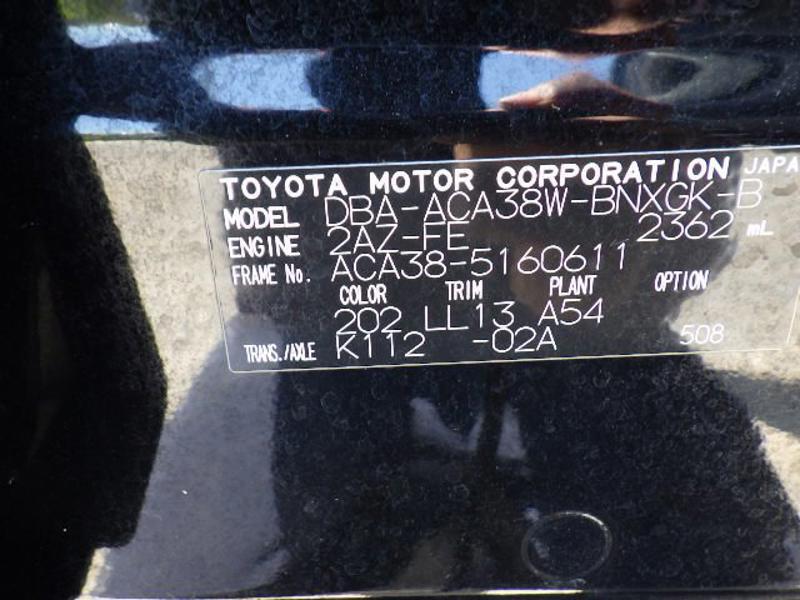 TOYOTA MOTOR CORPORATION JAPA
MODEL DBA-ACA38W-BNXGK-B
ENGINE 2AZ-FE 2362 mL
FRAME No. ACA38-5160611
COLOR TRIM PLANT OPTION
202 LL13 A54
TRANS./AXLE K112 -02A 508